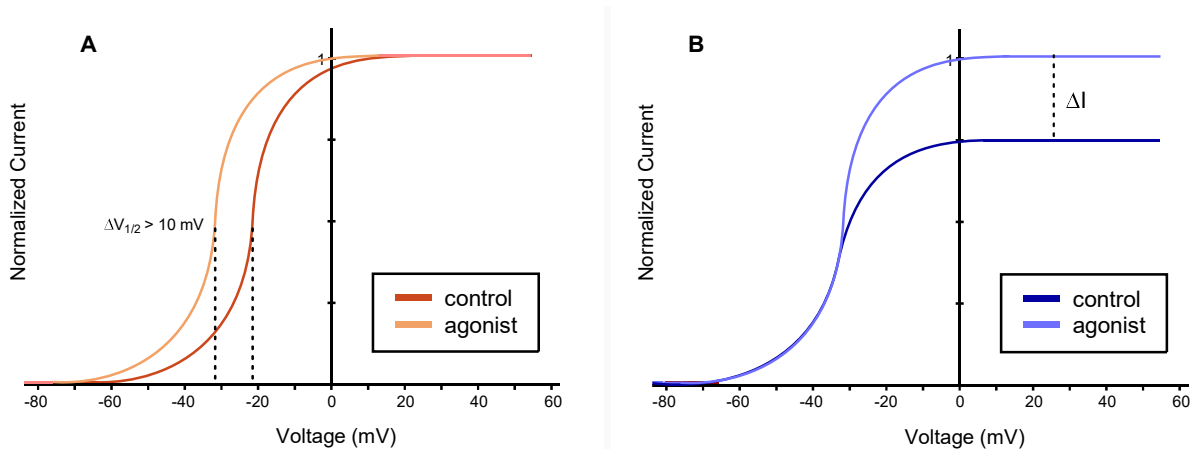 A
1
Normalized Current
ΔV1/2 > 10 mV
control
agonist
-80 -60 -40 -20 0 20 40 60
Voltage (mV)
B
1
ΔI
Normalized Current
control
agonist
-80 -60 -40 -20 0 20 40 60
Voltage (mV)